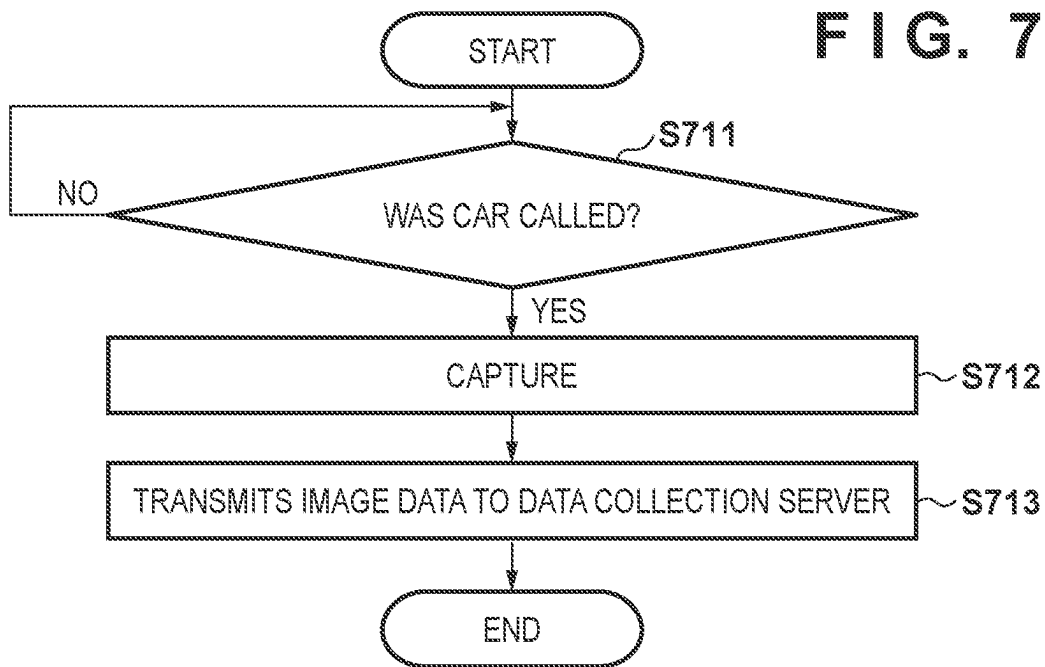 FIG. 7
START
S711
NO
WAS CAR CALLED?
YES
CAPTURE
S712
TRANSMITS IMAGE DATA TO DATA COLLECTION SERVER
S713
END